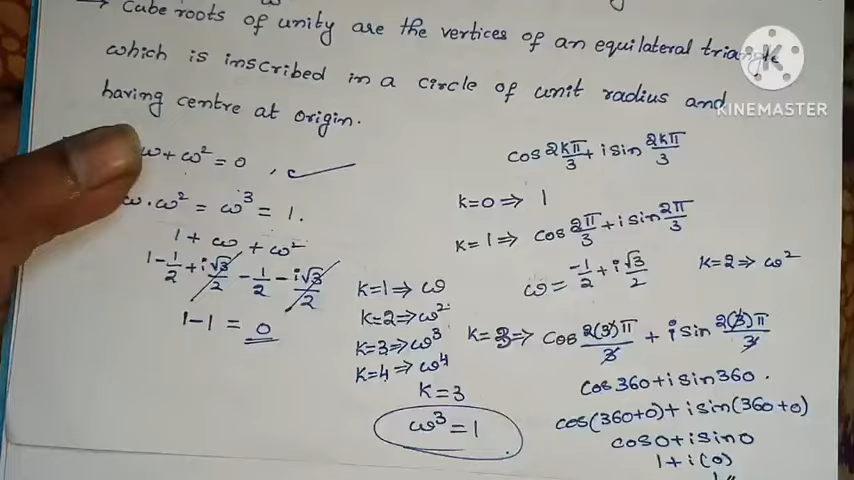 → Cube roots of unity are the vertices of an equilateral triangle
which is inscribed in a circle of unit radius and
having centre at origin.
ω + ω² = 0,
ω . ω² = ω³ = 1.
1 + ω + ω²
1 - 1/2 + i√3/2 - 1/2 - i√3/2
1 - 1 = 0
k=1 ⇒ ω
k=2 ⇒ ω²
k=3 ⇒ ω³
k=4 ⇒ ω⁴
k=3
ω³ = 1
cos 2kπ/3 + i sin 2kπ/3
k=0 ⇒ 1
k=1 ⇒ cos 2π/3 + i sin 2π/3
ω = -1/2 + i√3/2
k=2 ⇒ ω²
k=3 ⇒ cos 2(3)π/3 + i sin 2(3)π/3
cos 360 + i sin 360.
cos(360+0) + i sin(360+0)
cos 0 + i sin 0
1 + i(0)
K
KINEMASTER